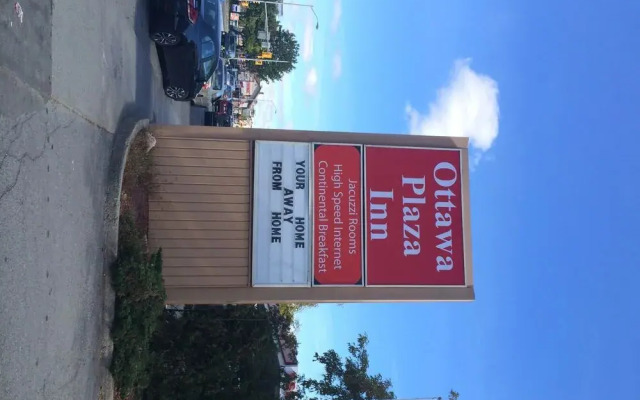 Ottawa
Plaza
Inn
Jacuzzi Rooms
High Speed Internet
Continental Breakfast
YOUR HOME
AWAY
FROM HOME